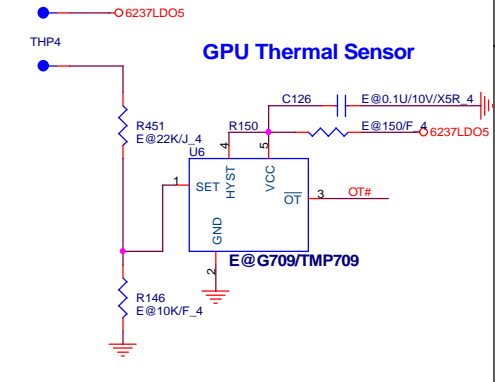 6237LDO5
THP4
GPU Thermal Sensor
C126
E@0.1U/10V/X5R_4
R451
E@22K/J_4
R150
E@150/F_4
6237LDO5
U6
4
5
1
SET
HYST
VCC
OT
3
OT#
GND
2
E@G709/TMP709
R146
E@10K/F_4